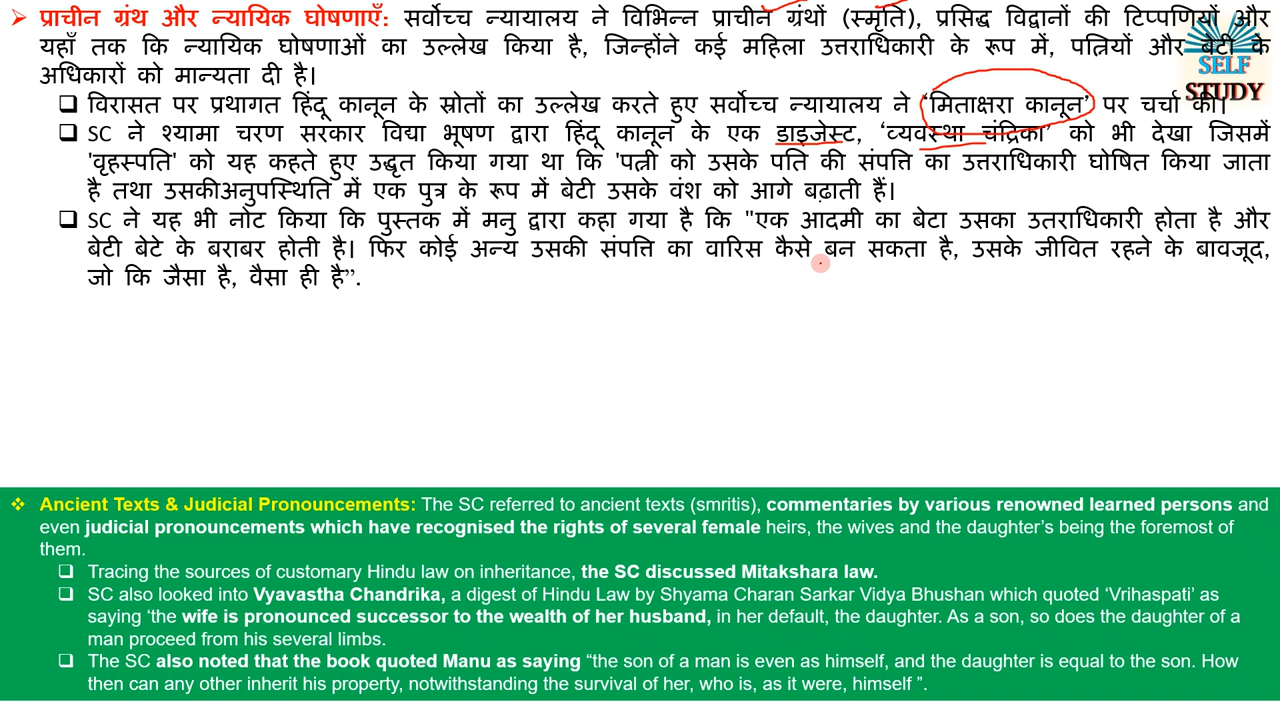 ➢ प्राचीन ग्रंथ और न्यायिक घोषणाएँ: सर्वोच्च न्यायालय ने विभिन्न प्राचीन ग्रंथों (स्मृति), प्रसिद्ध विद्वानों की टिप्पणियों और
यहाँ तक कि न्यायिक घोषणाओं का उल्लेख किया है, जिन्होंने कई महिला उत्तराधिकारी के रूप में, पत्नियों और बेटी के
अधिकारों को मान्यता दी है।
SELF
STUDY
❑ विरासत पर प्रथागत हिंदू कानून के स्रोतों का उल्लेख करते हुए सर्वोच्च न्यायालय ने ‘मिताक्षरा कानून’ पर चर्चा की।
❑ SC ने श्यामा चरण सरकार विद्या भूषण द्वारा हिंदू कानून के एक डाइजेस्ट, ‘व्यवस्था चंद्रिका’ को भी देखा जिसमें
'वृहस्पति' को यह कहते हुए उद्धृत किया गया था कि 'पत्नी को उसके पति की संपत्ति का उत्तराधिकारी घोषित किया जाता
है तथा उसकीअनुपस्थिति में एक पुत्र के रूप में बेटी उसके वंश को आगे बढ़ाती हैं।
❑ SC ने यह भी नोट किया कि पुस्तक में मनु द्वारा कहा गया है कि "एक आदमी का बेटा उसका उतराधिकारी होता है और
बेटी बेटे के बराबर होती है। फिर कोई अन्य उसकी संपत्ति का वारिस कैसे बन सकता है, उसके जीवित रहने के बावजूद,
जो कि जैसा है, वैसा ही है”.
❖ Ancient Texts & Judicial Pronouncements: The SC referred to ancient texts (smritis), commentaries by various renowned learned persons and
even judicial pronouncements which have recognised the rights of several female heirs, the wives and the daughter’s being the foremost of
them.
❑ Tracing the sources of customary Hindu law on inheritance, the SC discussed Mitakshara law.
❑ SC also looked into Vyavastha Chandrika, a digest of Hindu Law by Shyama Charan Sarkar Vidya Bhushan which quoted ‘Vrihaspati’ as
saying ‘the wife is pronounced successor to the wealth of her husband, in her default, the daughter. As a son, so does the daughter of a
man proceed from his several limbs.
❑ The SC also noted that the book quoted Manu as saying “the son of a man is even as himself, and the daughter is equal to the son. How
then can any other inherit his property, notwithstanding the survival of her, who is, as it were, himself ”.